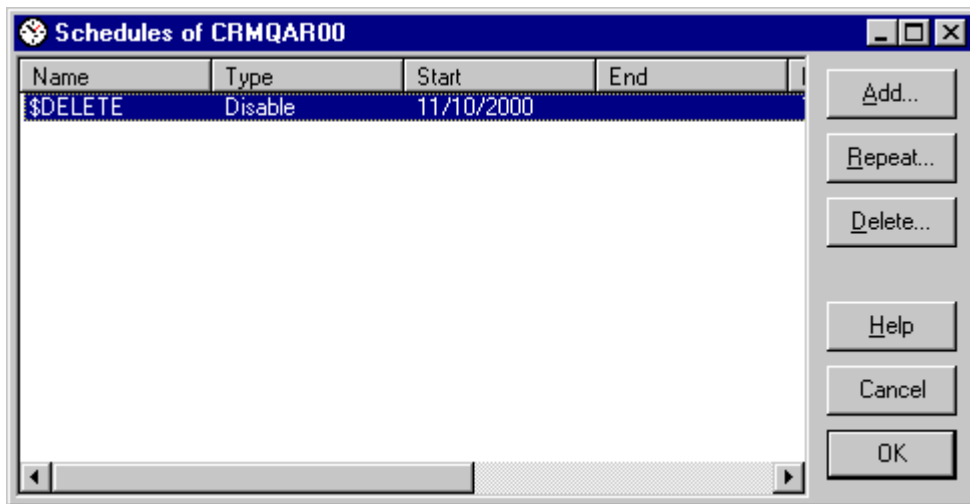 Schedules of CRMQAR00
Name Type Start End
$DELETE Disable 11/10/2000
Add...
Repeat...
Delete...
Help
Cancel
OK